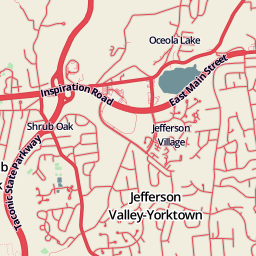 Oceola Lake
East Main Street
Inspiration Road
Shrub Oak
Jefferson
Village
b
Taconic State Parkway
Jefferson
Valley-Yorktown